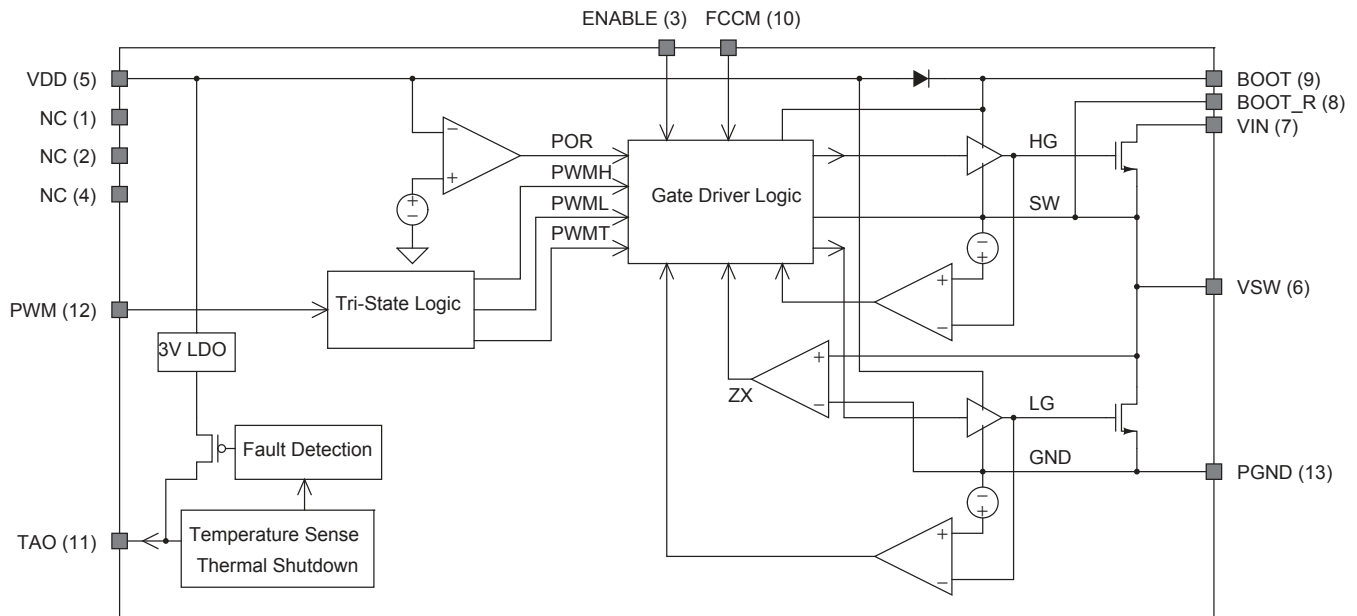 ENABLE (3) FCCM (10)
VDD (5)
BOOT (9)
BOOT_R (8)
NC (1)
VIN (7)
NC (2)
NC (4)
POR
PWMH
PWML
PWMT
Gate Driver Logic
HG
SW
Tri-State Logic
PWM (12)
VSW (6)
3V LDO
ZX
LG
Fault Detection
GND
PGND (13)
TAO (11)
Temperature Sense
Thermal Shutdown